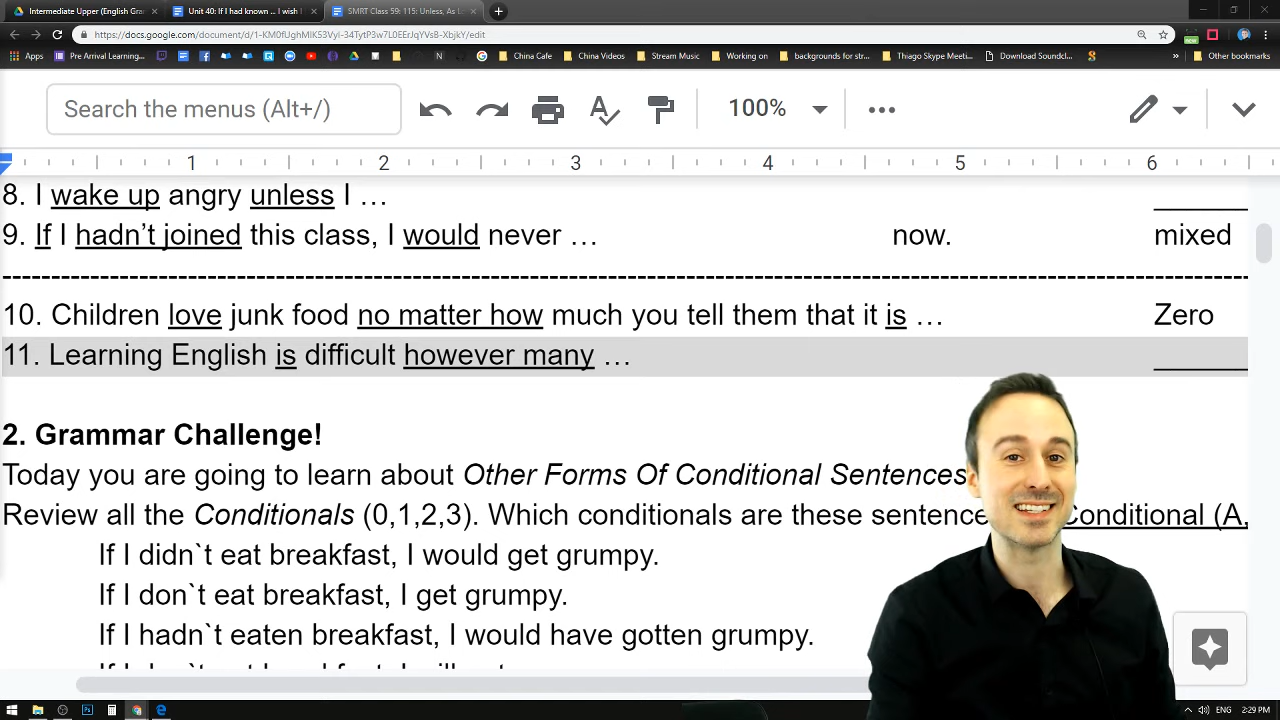 Intermediate Upper (English Gra
Unit 40: If I had known ... I wish I
SMRT Class 59: 115: Unless, As L
https://docs.google.com/document/d/1-KM0fUghMIK53VyI-34TytP3w7L0EErJqYVs8-XbjkY/edit
Apps Pre Arrival Learning... China Cafe China Videos Stream Music Working on backgrounds for str... Thiago Skype Meeti... Download Soundcl... » Other bookmarks
Search the menus (Alt+/) 100%
1 2 3 4 5 6
8. I wake up angry unless I … ______
9. If I hadn’t joined this class, I would never … now. mixed
10. Children love junk food no matter how much you tell them that it is … Zero
11. Learning English is difficult however many … ______
2. Grammar Challenge!
Today you are going to learn about Other Forms Of Conditional Sentences
Review all the Conditionals (0,1,2,3). Which conditionals are these sentence Conditional (A,
If I didn`t eat breakfast, I would get grumpy.
If I don`t eat breakfast, I get grumpy.
If I hadn`t eaten breakfast, I would have gotten grumpy.
ENG 2:29 PM